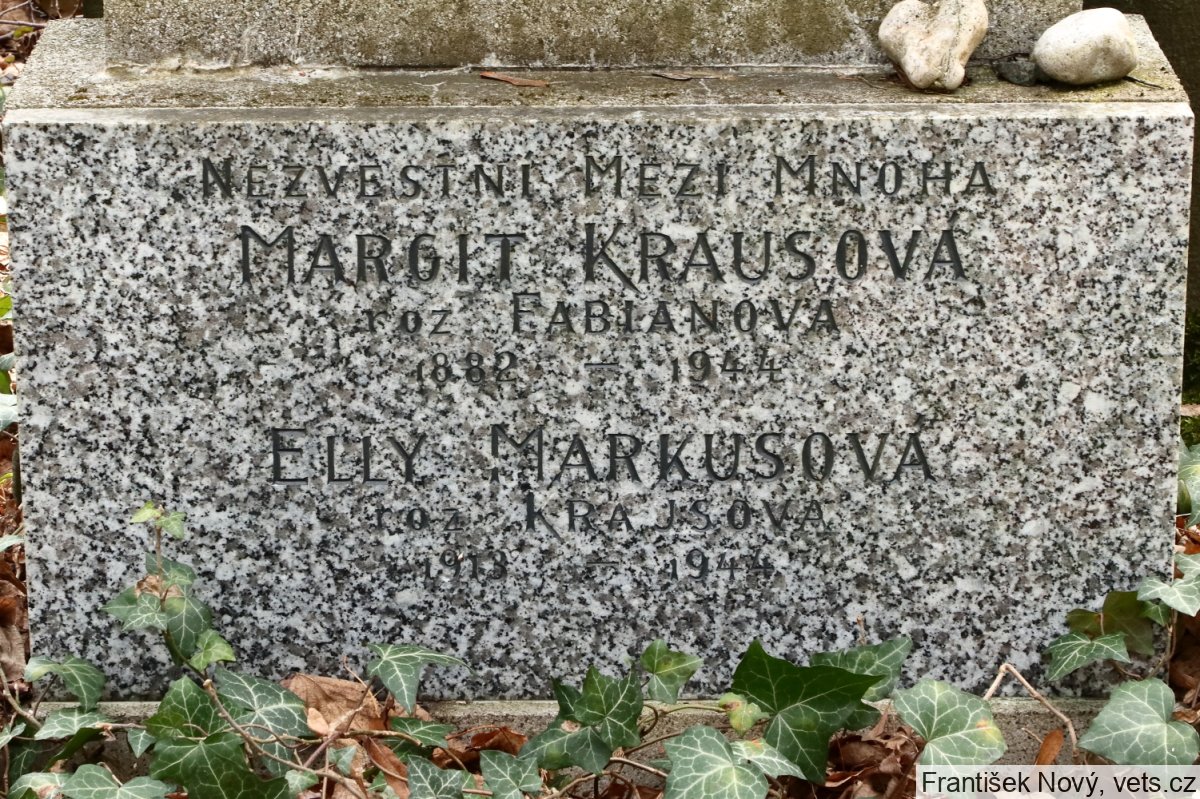 NEZVĚSTNÍ MEZI MNOHA
MARGIT KRAUSOVÁ
roz FABIANOVÁ
1882 – 1944
ELLY MARKUSOVÁ
roz KRAJSOVÁ
1913 – 1944
František Nový, vets.cz